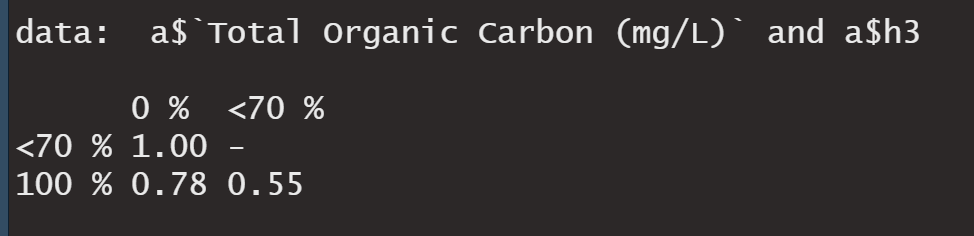 data:  a$`Total Organic Carbon (mg/L)` and a$h3
      0 %  <70 %
<70 % 1.00 -
100 % 0.78 0.55